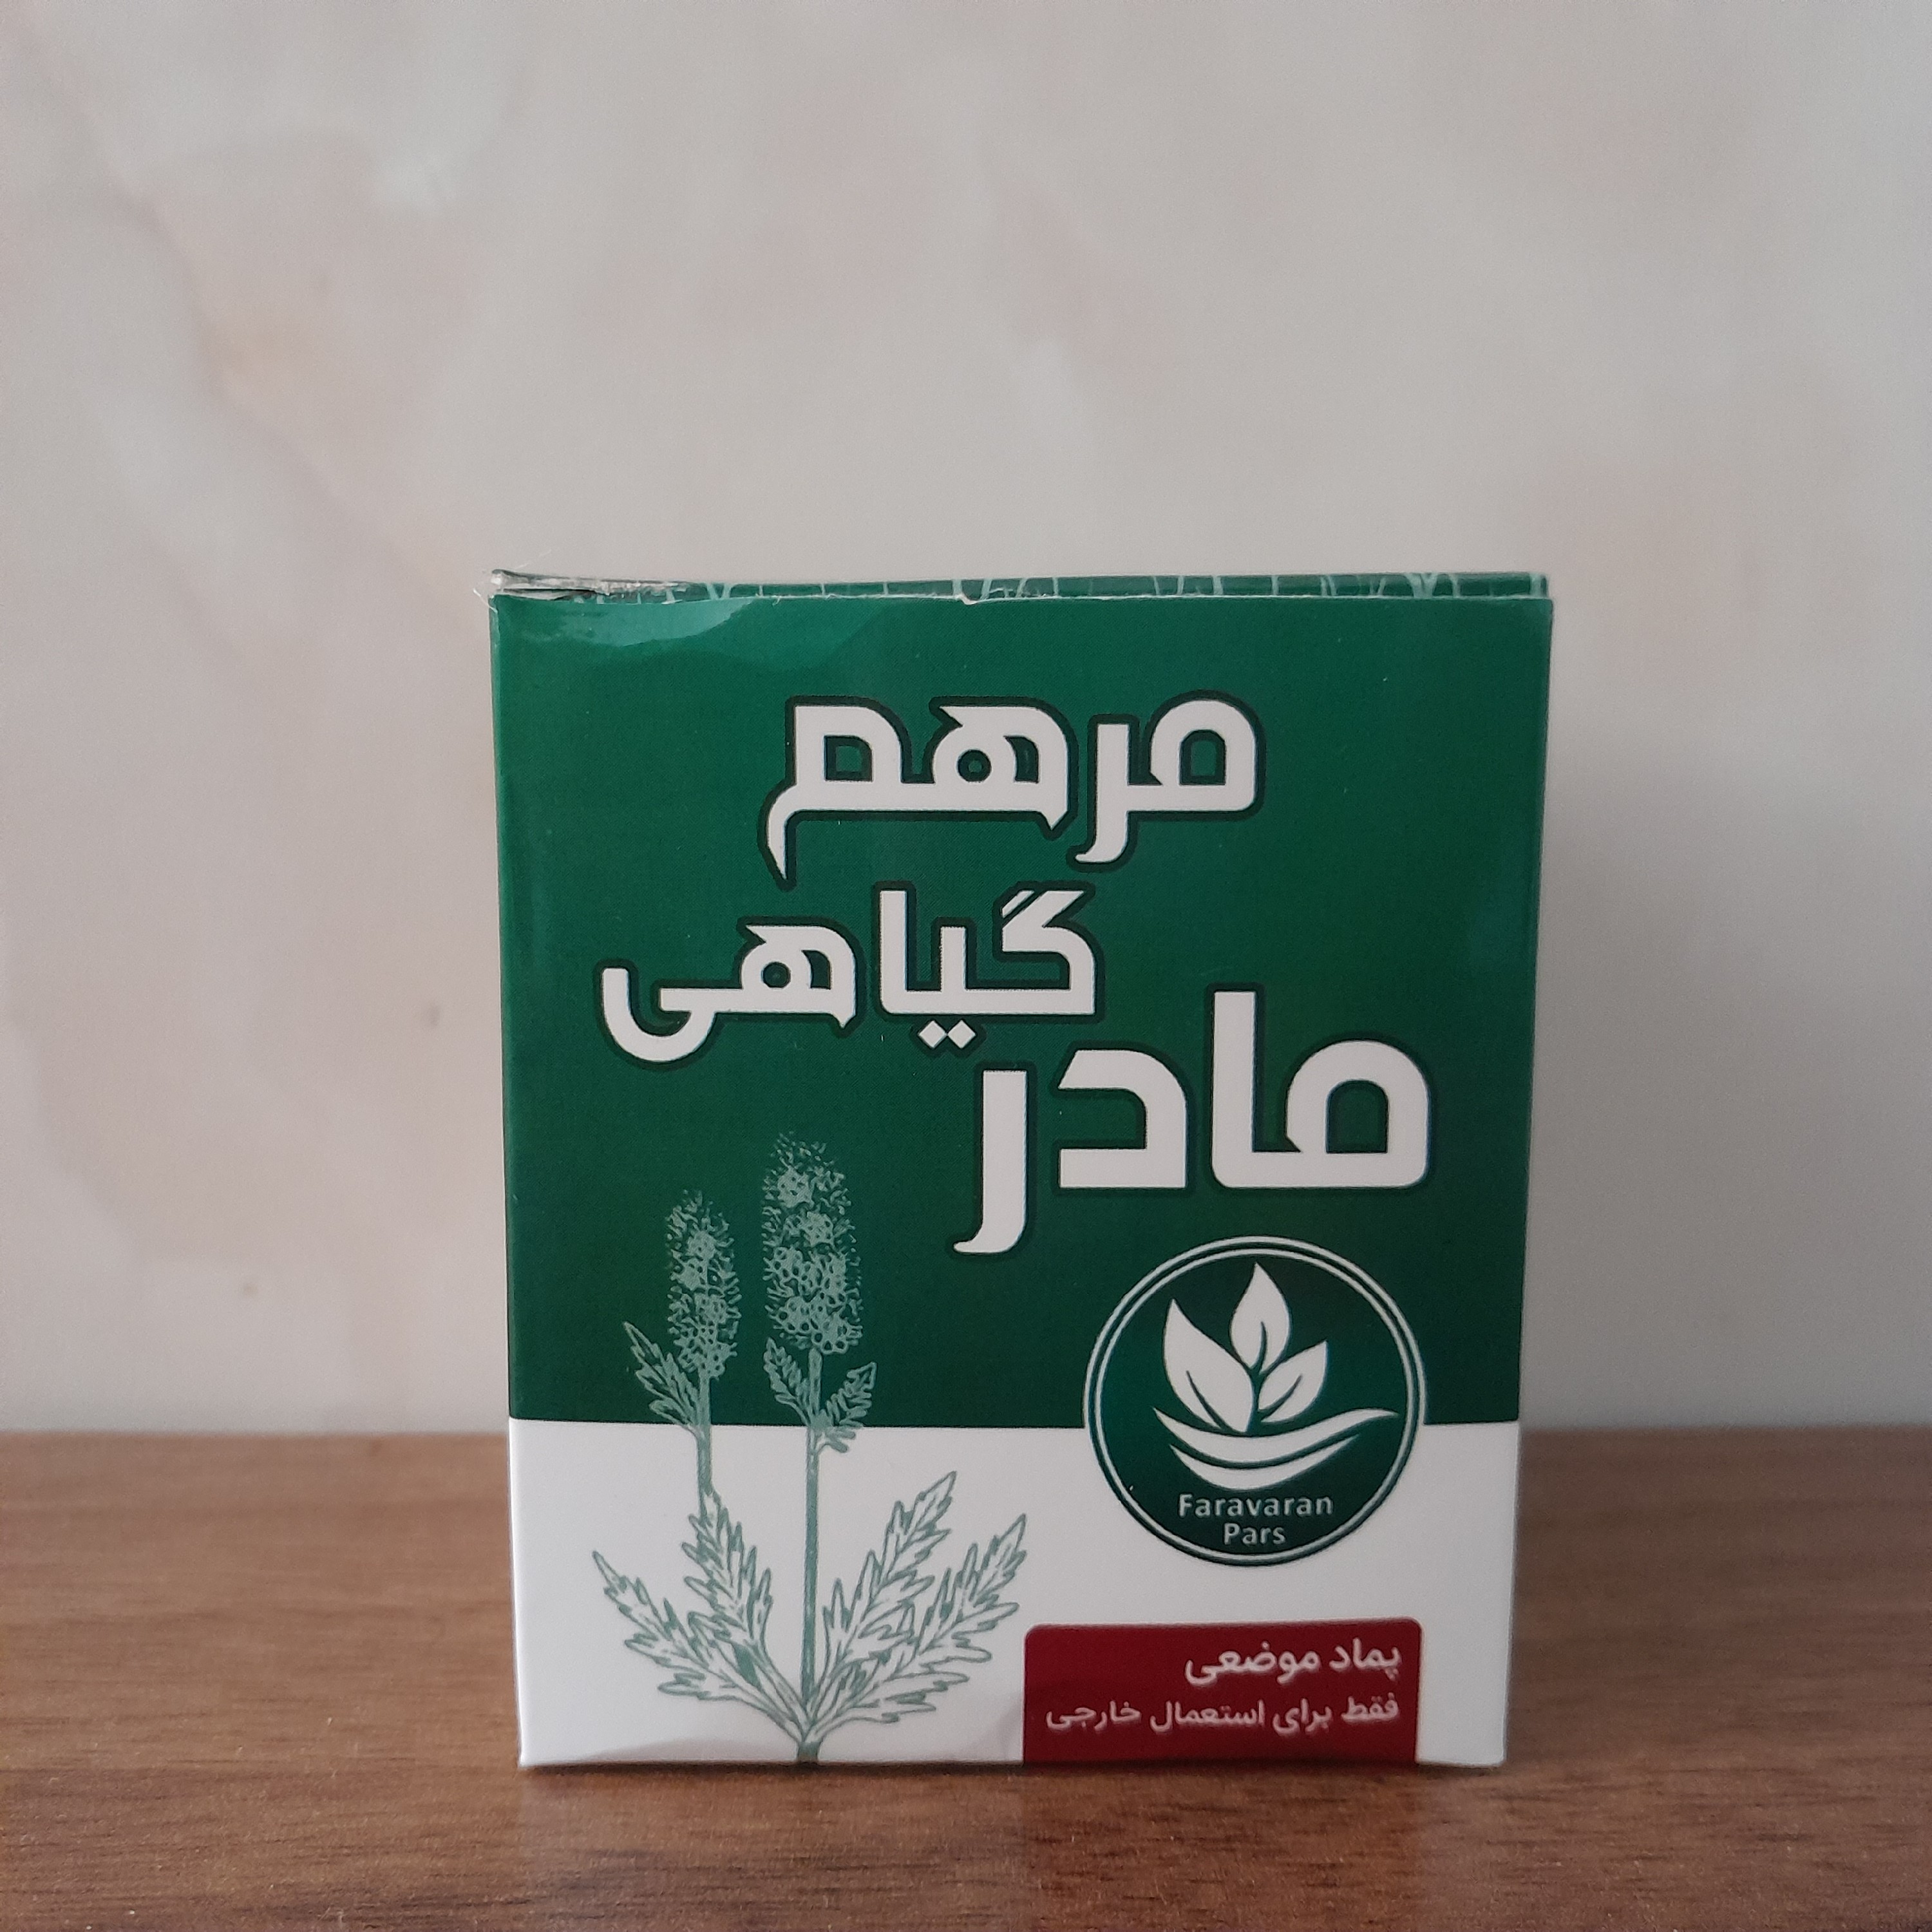 مرهم
گیاهی
مادر
Faravaran
Pars
پماد موضعی
فقط برای استعمال خارجی